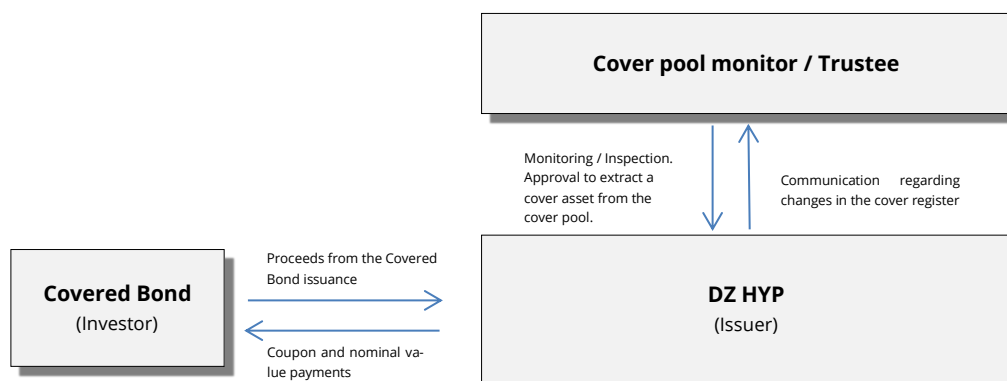 Cover pool monitor / Trustee
Monitoring / Inspection.
Approval to extract a
cover asset from the
cover pool.
Communication regarding
changes in the cover register
Proceeds from the Covered
Bond issuance
Covered Bond
(Investor)
DZ HYP
(Issuer)
Coupon and nominal va-
lue payments